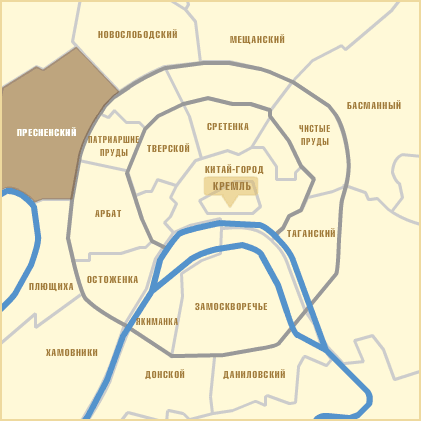 НОВОСЛОБОДСКИЙ
МЕЩАНСКИЙ
БАСМАННЫЙ
ПРЕСНЕНСКИЙ
СРЕТЕНКА
ЧИСТЫЕ
ПРУДЫ
ПАТРИАРШИЕ
ПРУДЫ
ТВЕРСКОЙ
КИТАЙ-ГОРОД
КРЕМЛЬ
АРБАТ
ТАГАНСКИЙ
ПЛЮЩИХА
ОСТОЖЕНКА
ЗАМОСКВОРЕЧЬЕ
ЯКИМАНКА
ХАМОВНИКИ
ДОНСКОЙ
ДАНИЛОВСКИЙ